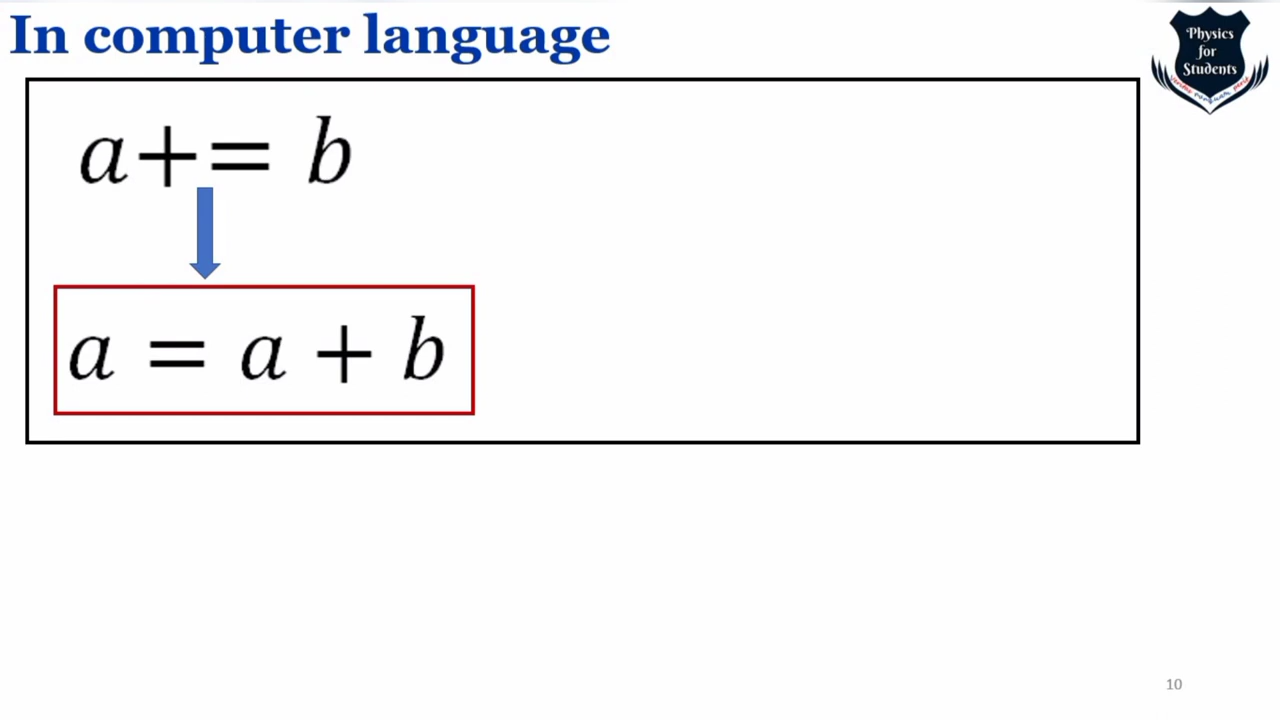 In computer language
Physics
for
Students
a+= b
a = a + b
10